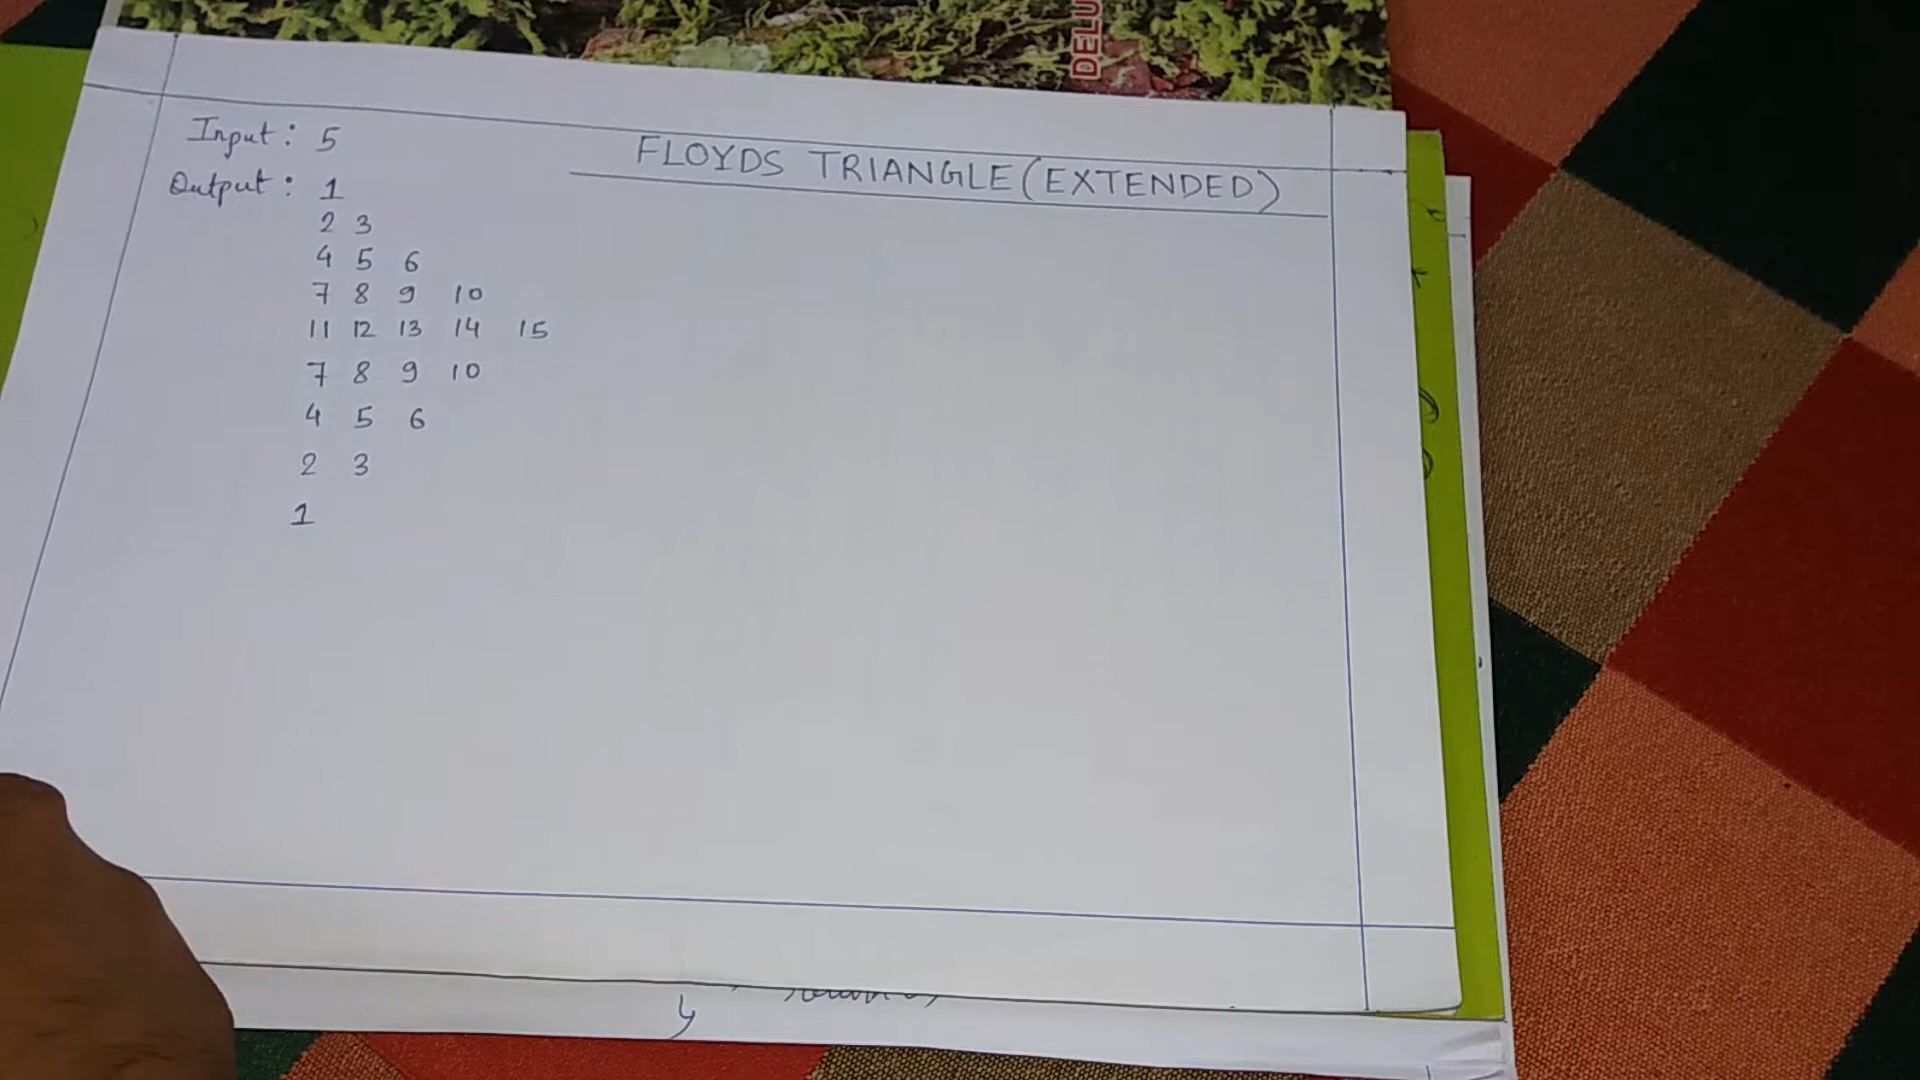 DELU
Input: 5
FLOYDS TRIANGLE (EXTENDED)
Output: 1
2 3
4 5 6
7 8 9 10
11 12 13 14 15
7 8 9 10
4 5 6
2 3
1